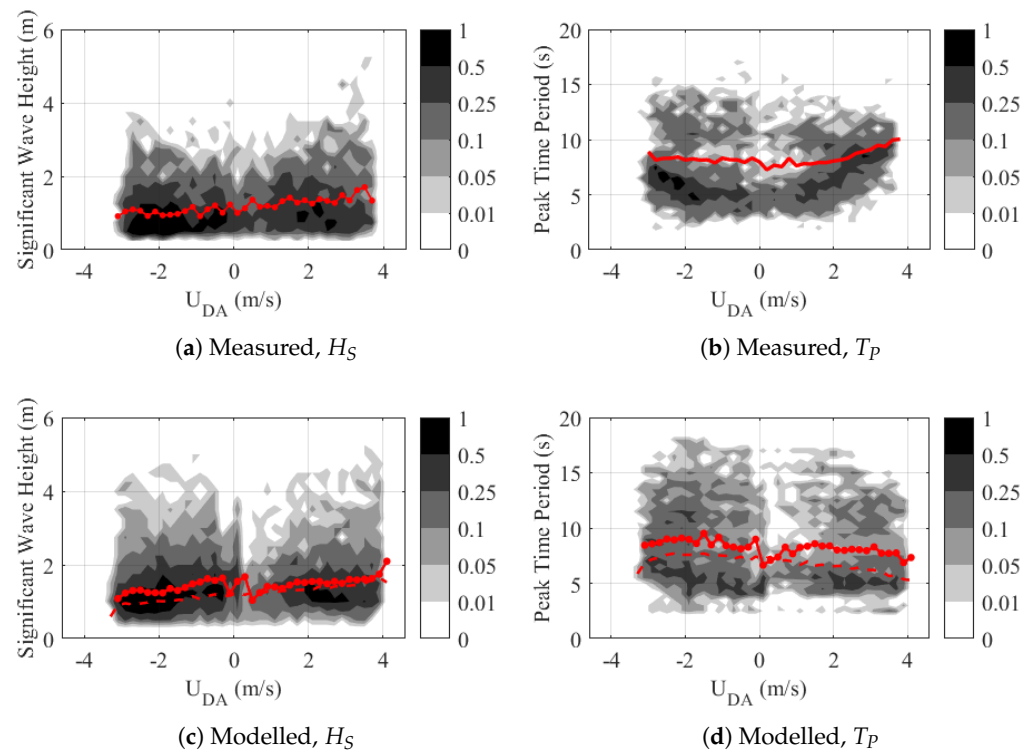 Significant Wave Height (m)
6
4
2
0
-4 -2 0 2 4
U_DA (m/s)
1
0.5
0.25
0.1
0.05
0.01
0
(a) Measured, H_S
Peak Time Period (s)
20
15
10
5
0
-4 -2 0 2 4
U_DA (m/s)
1
0.5
0.25
0.1
0.05
0.01
0
(b) Measured, T_P
Significant Wave Height (m)
6
4
2
0
-4 -2 0 2 4
U_DA (m/s)
1
0.5
0.25
0.1
0.05
0.01
0
(c) Modelled, H_S
Peak Time Period (s)
20
15
10
5
0
-4 -2 0 2 4
U_DA (m/s)
1
0.5
0.25
0.1
0.05
0.01
0
(d) Modelled, T_P